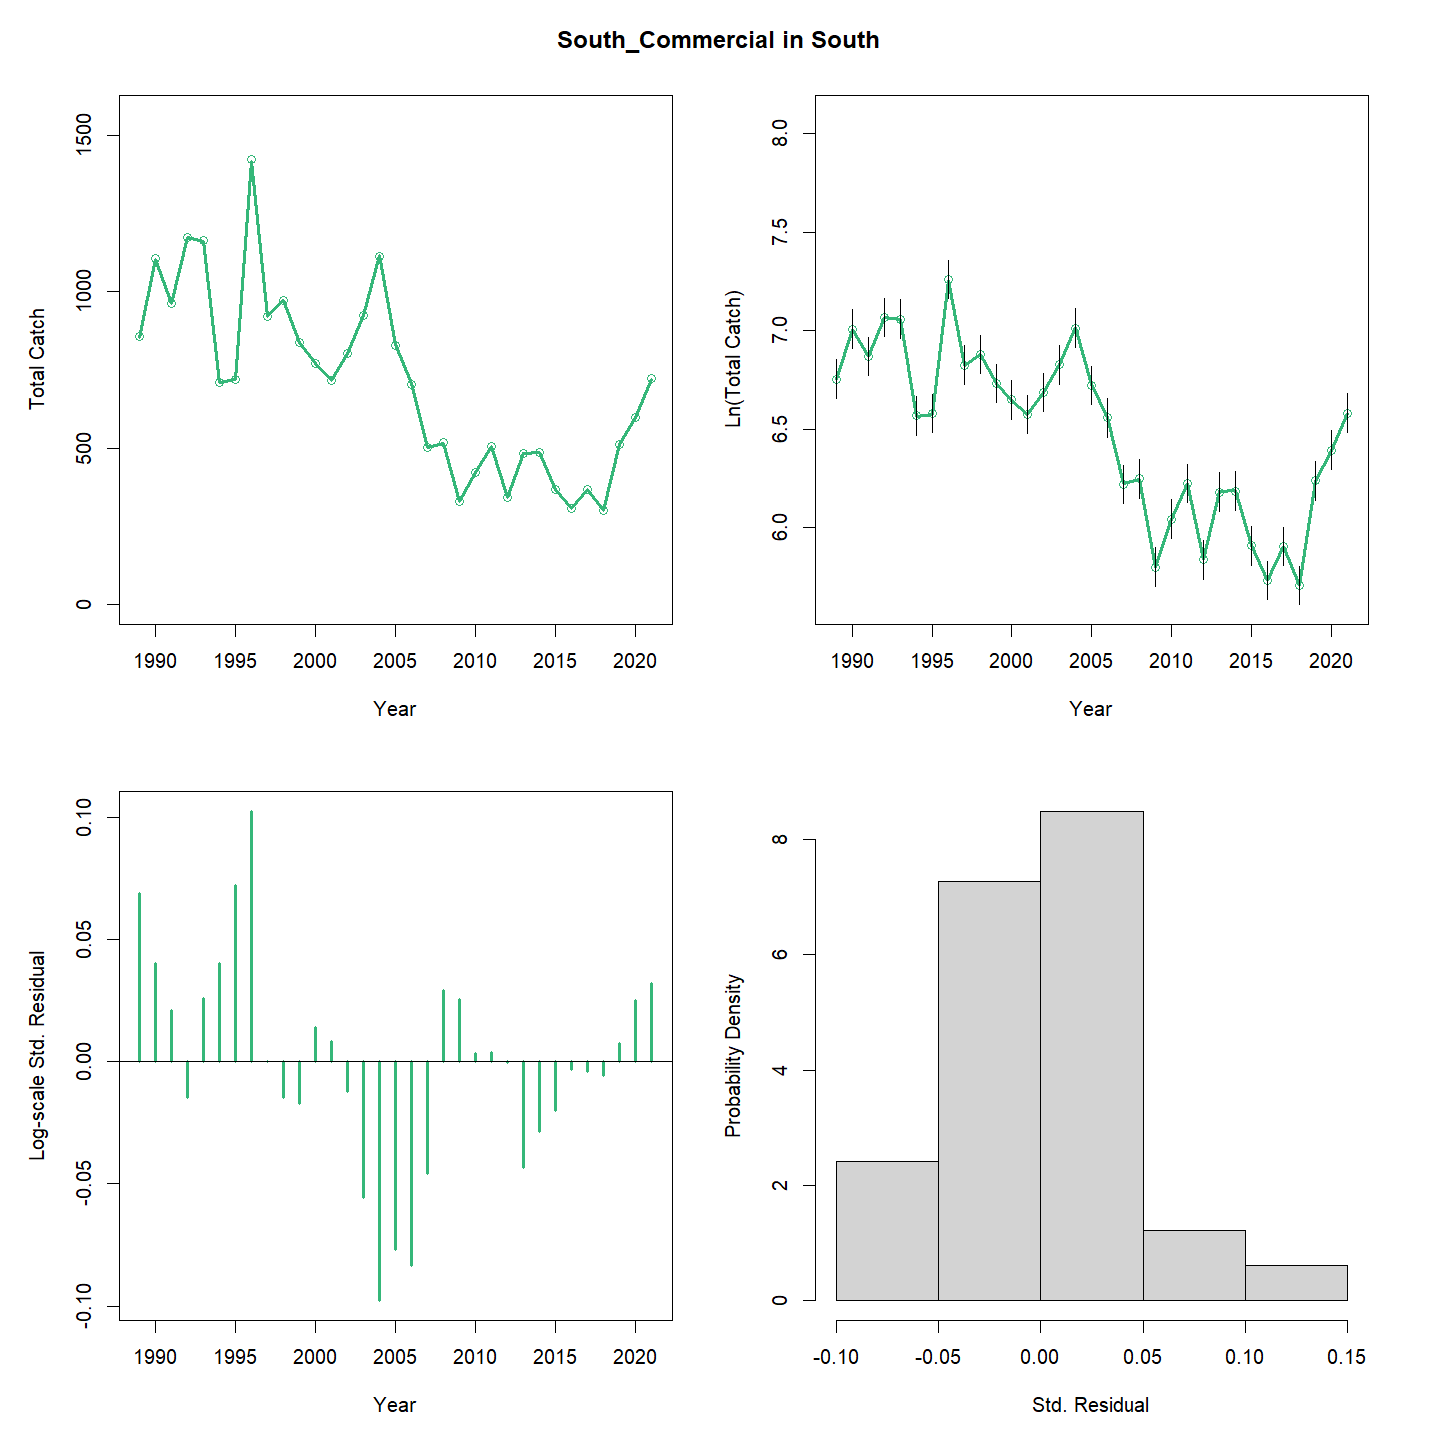 South_Commercial in South
1500
1000
500
0
Total Catch
1990 1995 2000 2005 2010 2015 2020
Year
8.0
7.5
7.0
6.5
6.0
Ln(Total Catch)
1990 1995 2000 2005 2010 2015 2020
Year
0.10
0.05
0.00
-0.05
-0.10
Log-scale Std. Residual
1990 1995 2000 2005 2010 2015 2020
Year
8
6
4
2
0
Probability Density
-0.10 -0.05 0.00 0.05 0.10 0.15
Std. Residual